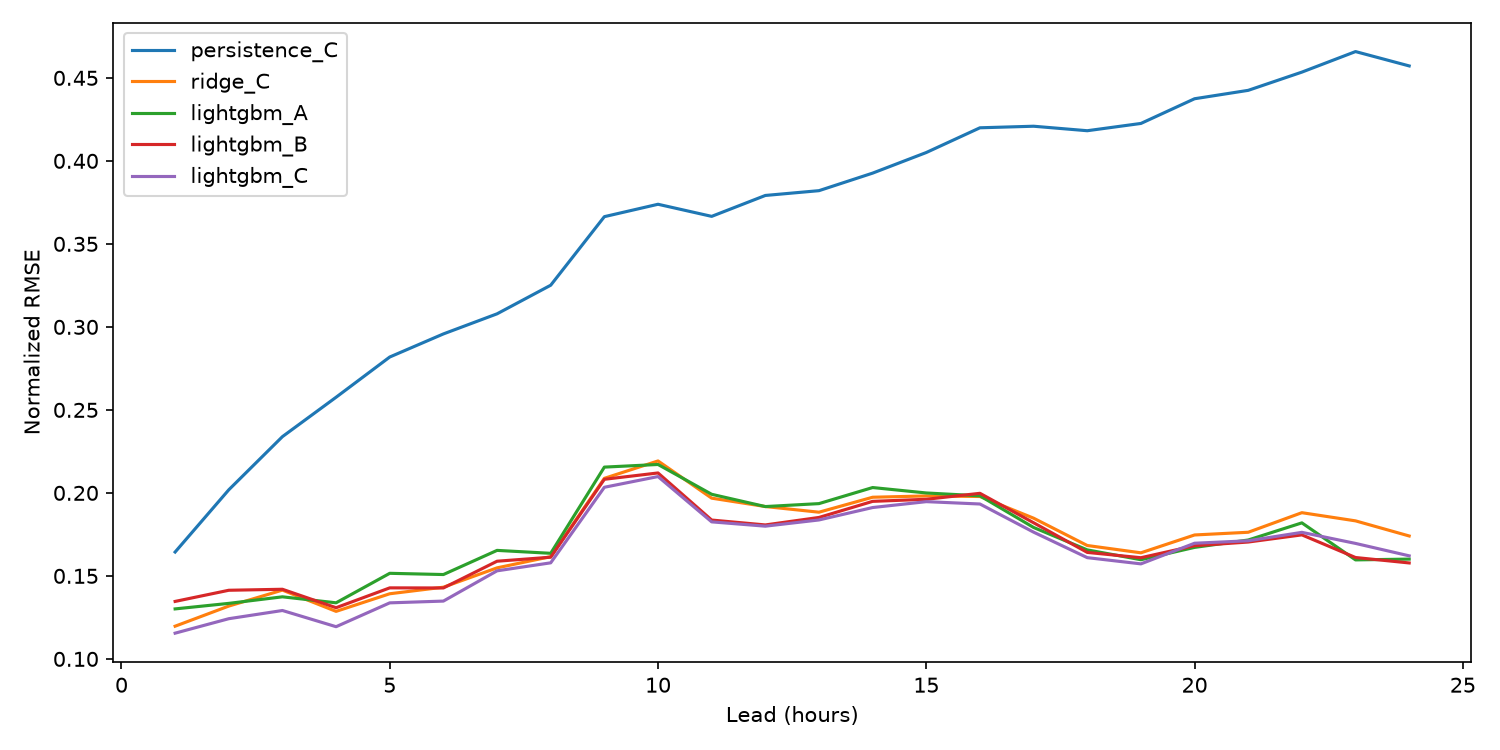 persistence_C
ridge_C
lightgbm_A
lightgbm_B
lightgbm_C
Normalized RMSE
0.45
0.40
0.35
0.30
0.25
0.20
0.15
0.10
0
5
10
15
20
25
Lead (hours)